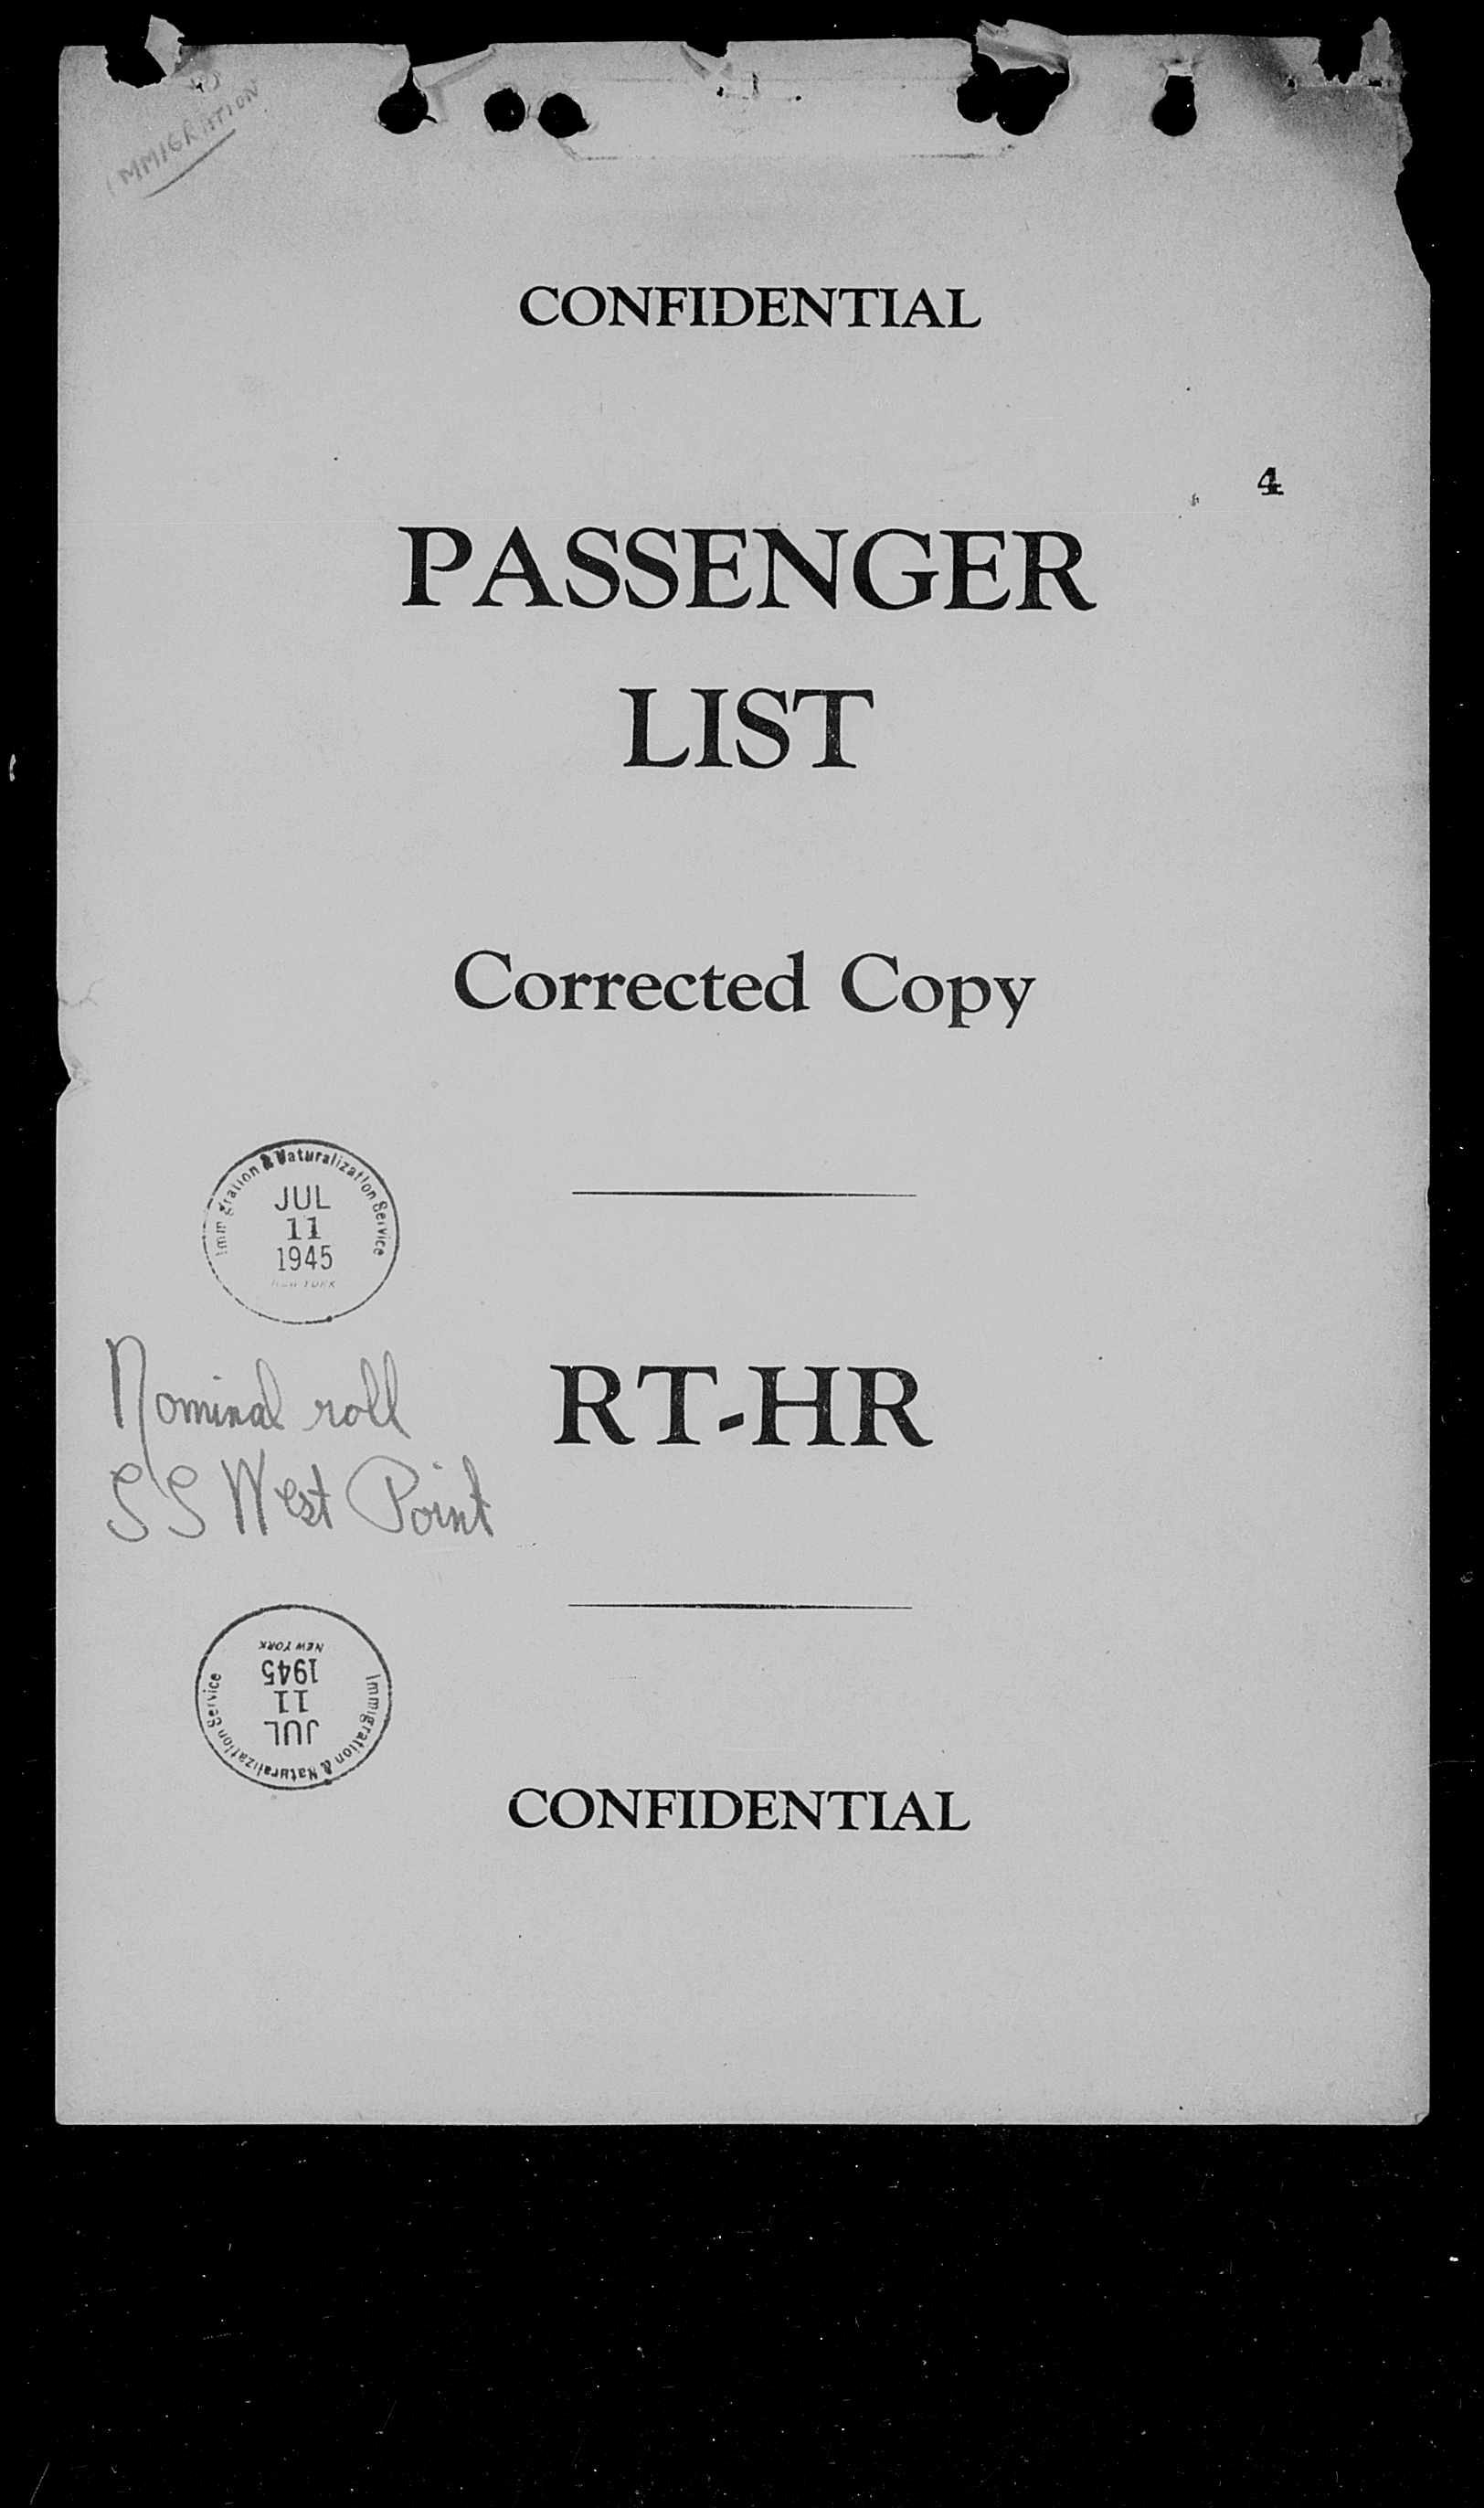 IMMIGRATION
CONFIDENTIAL
4
PASSENGER
LIST
Corrected Copy
Immigration & Naturalization Service
JUL
11
1945
NEW YORK
Nominal roll
SS West Point
RT-HR
Immigration & Naturalization Service
JUL
11
1945
NEW YORK
CONFIDENTIAL